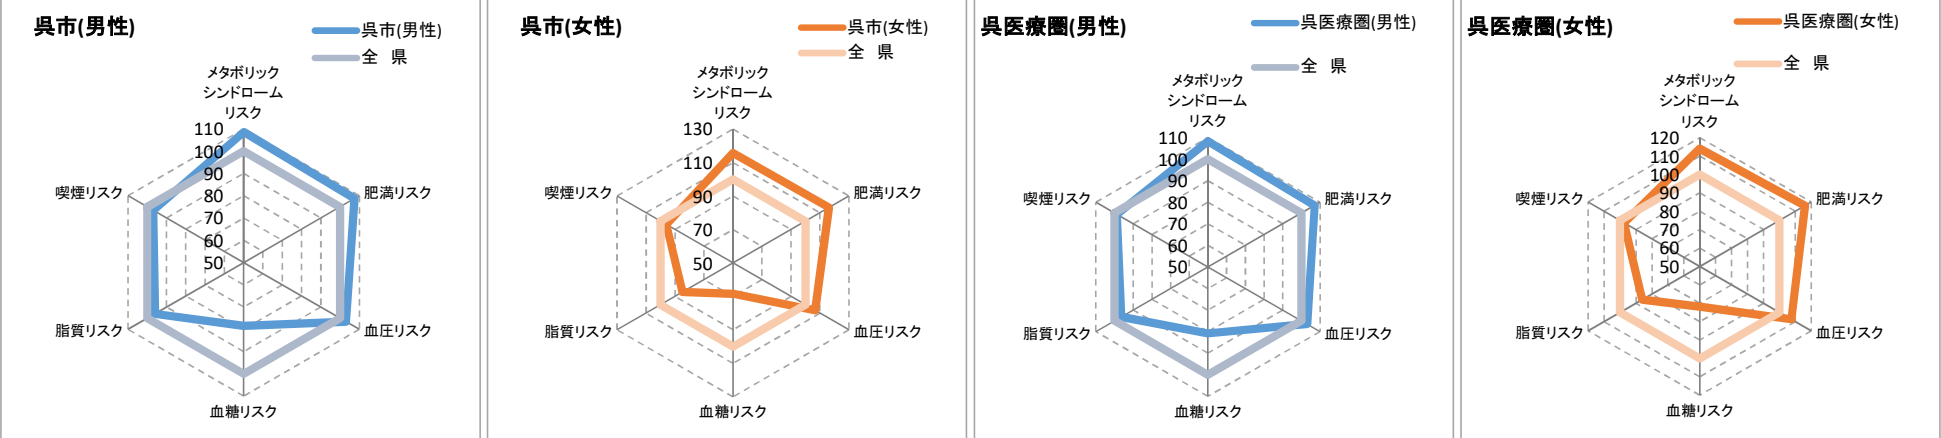 呉市(男性)
呉市(男性)
全　県
メタボリック
シンドローム
リスク
110
100
90
80
70
60
50
肥満リスク
血圧リスク
血糖リスク
脂質リスク
喫煙リスク
呉市(女性)
呉市(女性)
全　県
メタボリック
シンドローム
リスク
130
110
90
70
50
肥満リスク
血圧リスク
血糖リスク
脂質リスク
喫煙リスク
呉医療圏(男性)
呉医療圏(男性)
全　県
メタボリック
シンドローム
リスク
110
100
90
80
70
60
50
肥満リスク
血圧リスク
血糖リスク
脂質リスク
喫煙リスク
呉医療圏(女性)
呉医療圏(女性)
全　県
メタボリック
シンドローム
リスク
120
110
100
90
80
70
60
50
肥満リスク
血圧リスク
血糖リスク
脂質リスク
喫煙リスク